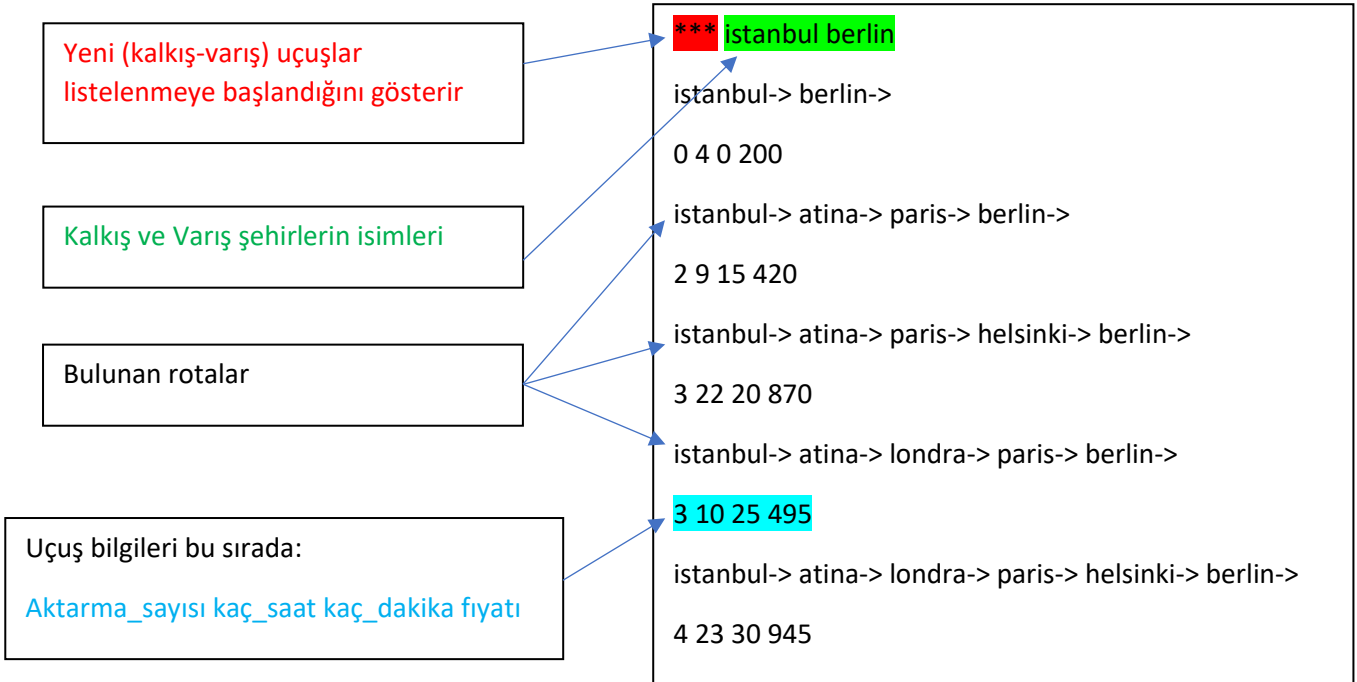 Yeni (kalkış-varış) uçuşlar
listelenmeye başlandığını gösterir
Kalkış ve Varış şehirlerin isimleri
Bulunan rotalar
Uçuş bilgileri bu sırada:
Aktarma_sayısı kaç_saat kaç_dakika fıyatı
*** istanbul berlin
istanbul-> berlin->
0 4 0 200
istanbul-> atina-> paris-> berlin->
2 9 15 420
istanbul-> atina-> paris-> helsinki-> berlin->
3 22 20 870
istanbul-> atina-> londra-> paris-> berlin->
3 10 25 495
istanbul-> atina-> londra-> paris-> helsinki-> berlin->
4 23 30 945